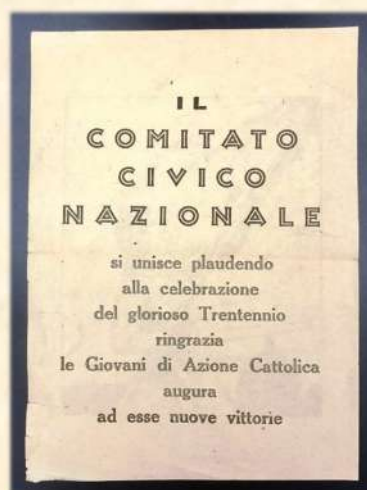 IL
COMITATO
CIVICO
NAZIONALE
si unisce plaudendo
alla celebrazione
del glorioso Trentennio
ringrazia
le Giovani di Azione Cattolica
augura
ad esse nuove vittorie